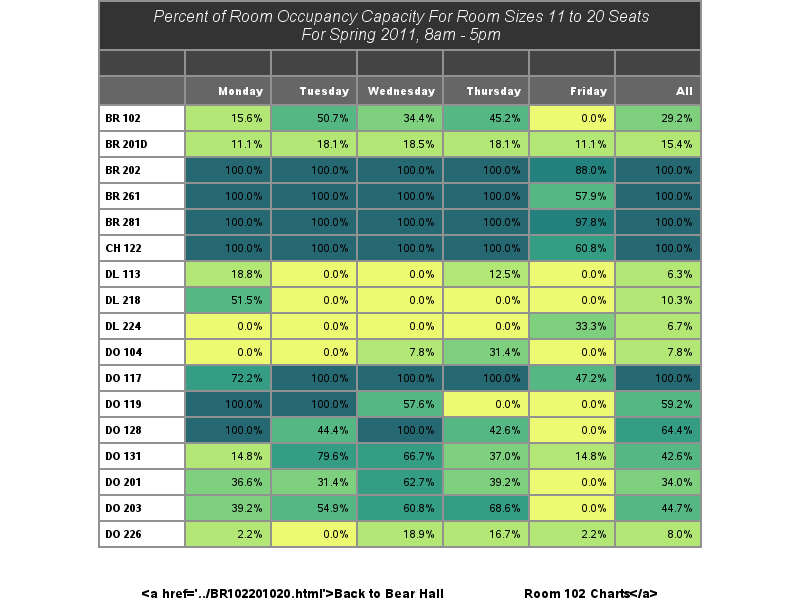 Percent of Room Occupancy Capacity For Room Sizes 11 to 20 Seats
For Spring 2011, 8am - 5pm
Monday Tuesday Wednesday Thursday Friday All
BR 102 15.6% 50.7% 34.4% 45.2% 0.0% 29.2%
BR 201D 11.1% 18.1% 18.5% 18.1% 11.1% 15.4%
BR 202 100.0% 100.0% 100.0% 100.0% 88.0% 100.0%
BR 261 100.0% 100.0% 100.0% 100.0% 57.9% 100.0%
BR 281 100.0% 100.0% 100.0% 100.0% 97.8% 100.0%
CH 122 100.0% 100.0% 100.0% 100.0% 60.8% 100.0%
DL 113 18.8% 0.0% 0.0% 12.5% 0.0% 6.3%
DL 218 51.5% 0.0% 0.0% 0.0% 0.0% 10.3%
DL 224 0.0% 0.0% 0.0% 0.0% 33.3% 6.7%
DO 104 0.0% 0.0% 7.8% 31.4% 0.0% 7.8%
DO 117 72.2% 100.0% 100.0% 100.0% 47.2% 100.0%
DO 119 100.0% 100.0% 57.6% 0.0% 0.0% 59.2%
DO 128 100.0% 44.4% 100.0% 42.6% 0.0% 64.4%
DO 131 14.8% 79.6% 66.7% 37.0% 14.8% 42.6%
DO 201 36.6% 31.4% 62.7% 39.2% 0.0% 34.0%
DO 203 39.2% 54.9% 60.8% 68.6% 0.0% 44.7%
DO 226 2.2% 0.0% 18.9% 16.7% 2.2% 8.0%
<a href='../BR102201020.html'>Back to Bear Hall Room 102 Charts</a>